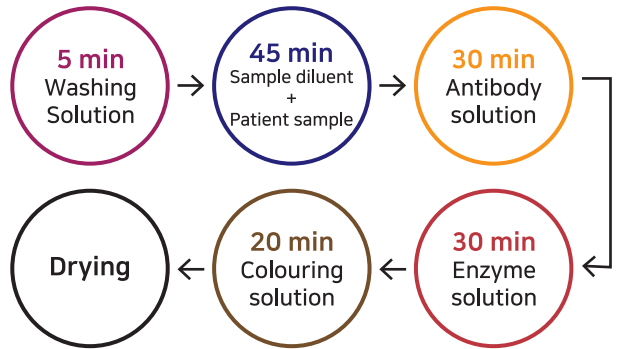 5 min
Washing
Solution
45 min
Sample diluent
+
Patient sample
30 min
Antibody
solution
30 min
Enzyme
solution
20 min
Colouring
solution
Drying